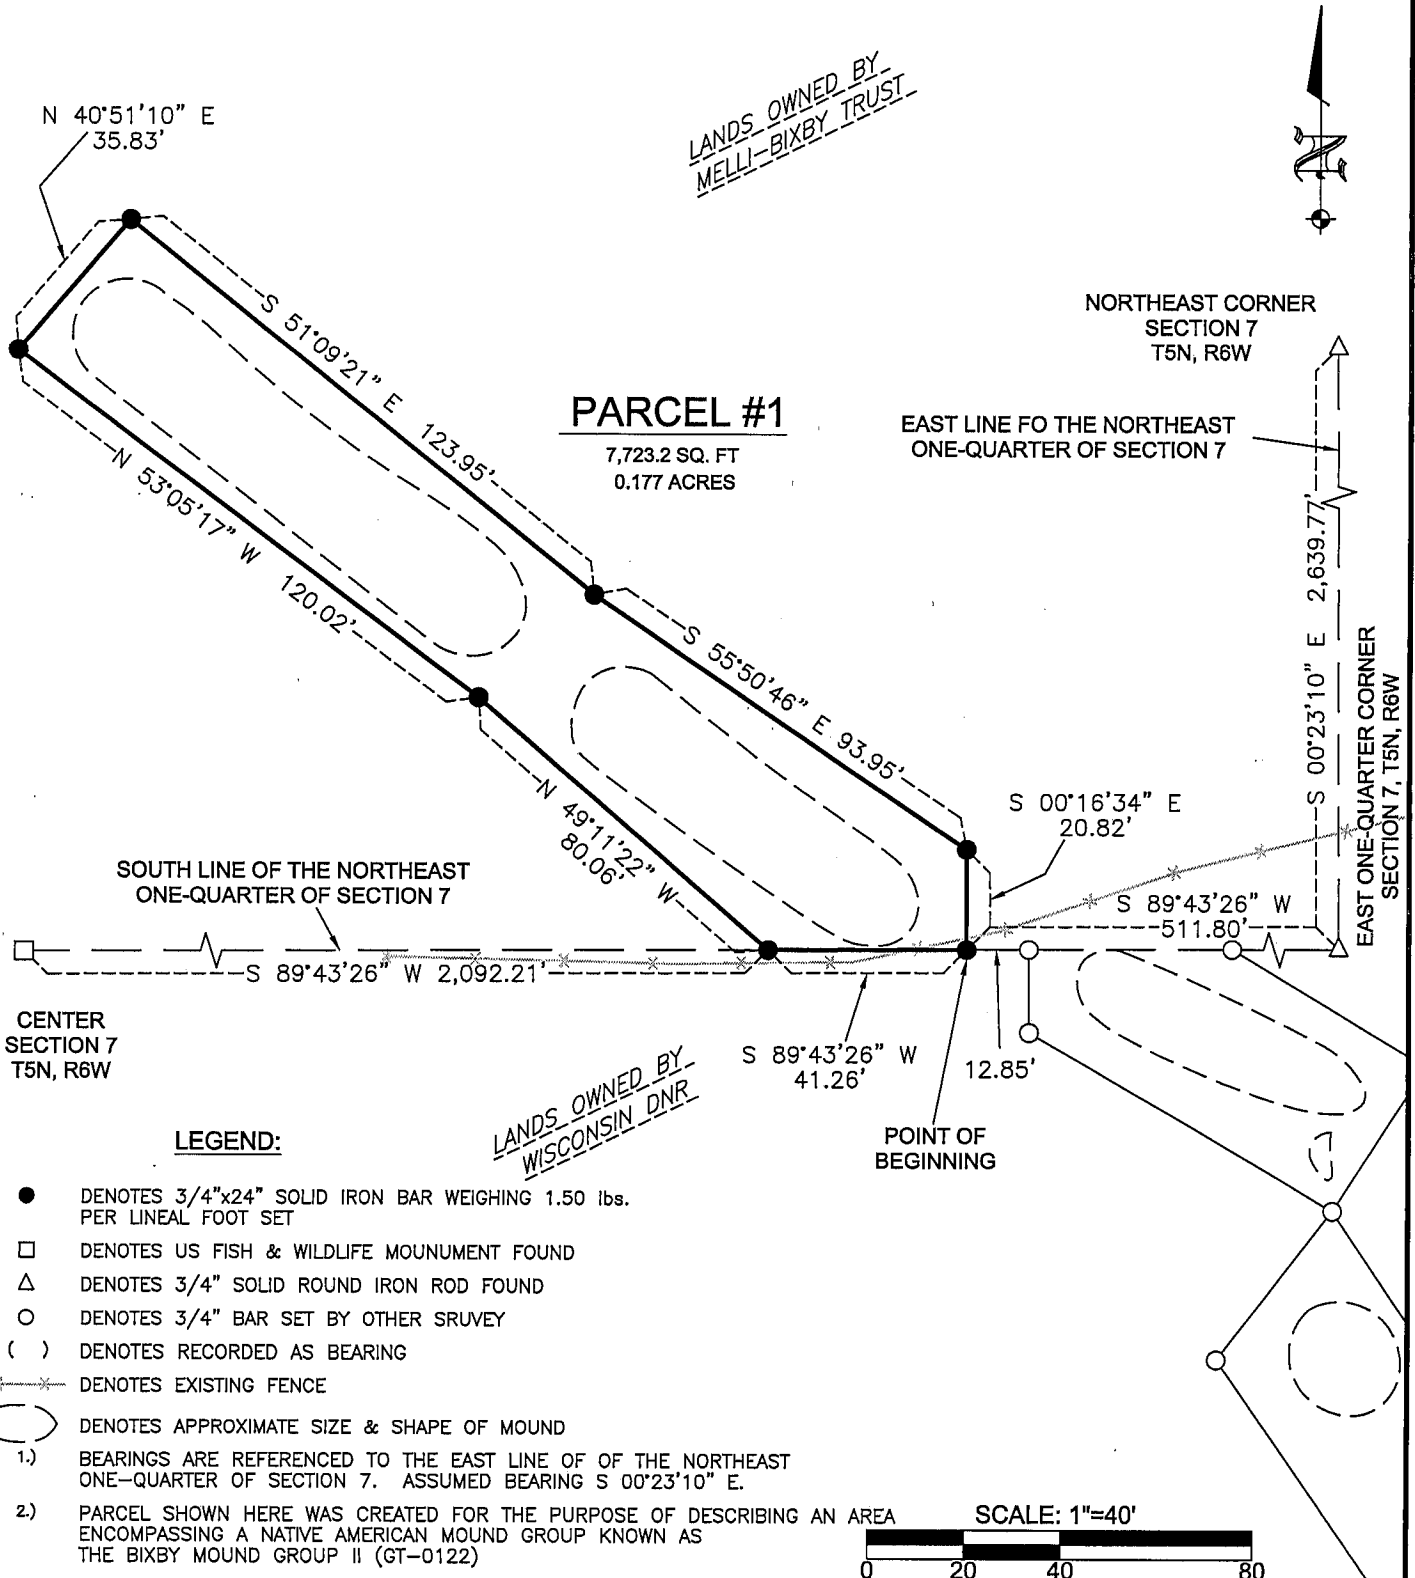 N 40°51'10" E
35.83'
LANDS OWNED BY
MELLI-BIXBY TRUST
N
S 51°09'21" E 123.95'
NORTHEAST CORNER
SECTION 7
T5N, R6W
PARCEL #1
7,723.2 SQ. FT
0.177 ACRES
EAST LINE FO THE NORTHEAST
ONE-QUARTER OF SECTION 7
N 53°05'17" W 120.02'
S 00°23'10" E 2,639.77'
S 55°50'46" E 93.95'
EAST ONE-QUARTER CORNER
SECTION 7, T5N, R6W
N 49°11'22" W
80.06'
S 00°16'34" E
20.82'
SOUTH LINE OF THE NORTHEAST
ONE-QUARTER OF SECTION 7
S 89°43'26" W
511.80'
S 89°43'26" W 2,092.21'
CENTER
SECTION 7
T5N, R6W
S 89°43'26" W
41.26'
12.85'
LANDS OWNED BY
WISCONSIN DNR
POINT OF
BEGINNING
LEGEND:
DENOTES 3/4"x24" SOLID IRON BAR WEIGHING 1.50 lbs.
PER LINEAL FOOT SET
DENOTES US FISH & WILDLIFE MOUNUMENT FOUND
DENOTES 3/4" SOLID ROUND IRON ROD FOUND
DENOTES 3/4" BAR SET BY OTHER SRUVEY
( ) DENOTES RECORDED AS BEARING
DENOTES EXISTING FENCE
DENOTES APPROXIMATE SIZE & SHAPE OF MOUND
1.) BEARINGS ARE REFERENCED TO THE EAST LINE OF OF THE NORTHEAST
ONE-QUARTER OF SECTION 7. ASSUMED BEARING S 00°23'10" E.
2.) PARCEL SHOWN HERE WAS CREATED FOR THE PURPOSE OF DESCRIBING AN AREA
ENCOMPASSING A NATIVE AMERICAN MOUND GROUP KNOWN AS
THE BIXBY MOUND GROUP II (GT-0122)
SCALE: 1"=40'
0 20 40 80